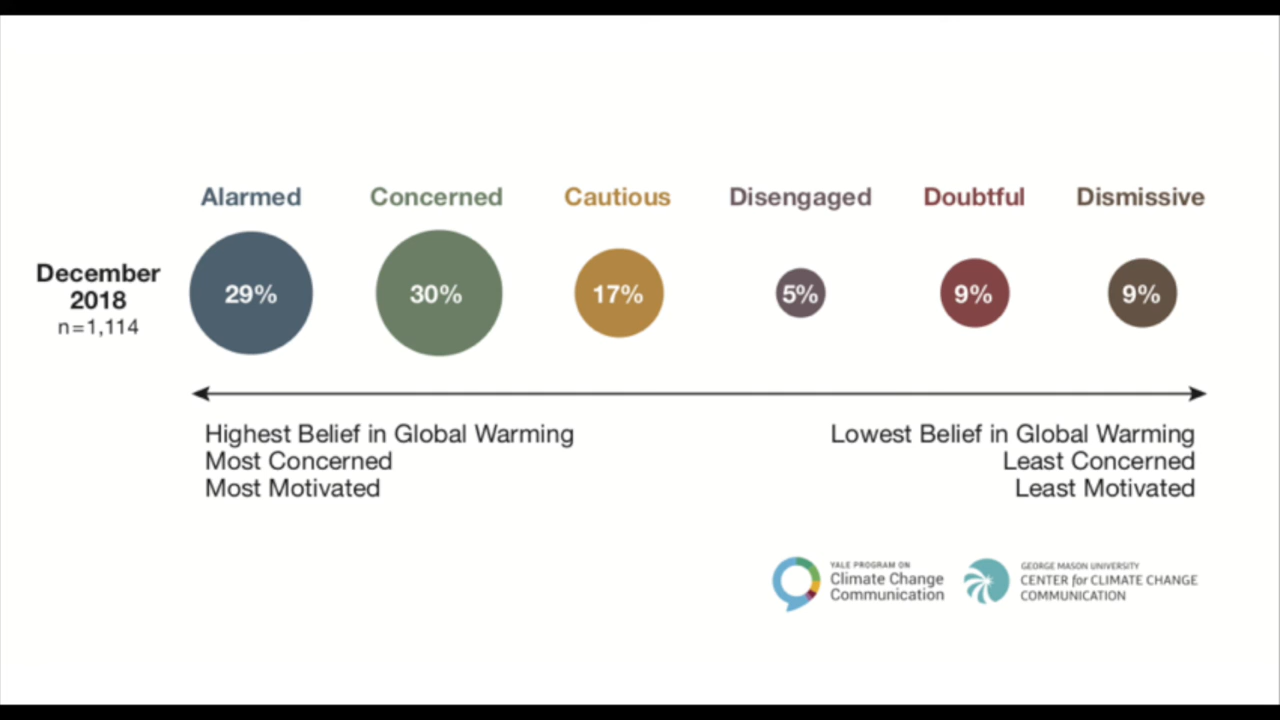 Alarmed Concerned Cautious Disengaged Doubtful Dismissive
December
2018
n=1,114
29% 30% 17% 5% 9% 9%
Highest Belief in Global Warming
Most Concerned
Most Motivated
Lowest Belief in Global Warming
Least Concerned
Least Motivated
YALE PROGRAM ON
Climate Change
Communication
GEORGE MASON UNIVERSITY
CENTER for CLIMATE CHANGE
COMMUNICATION